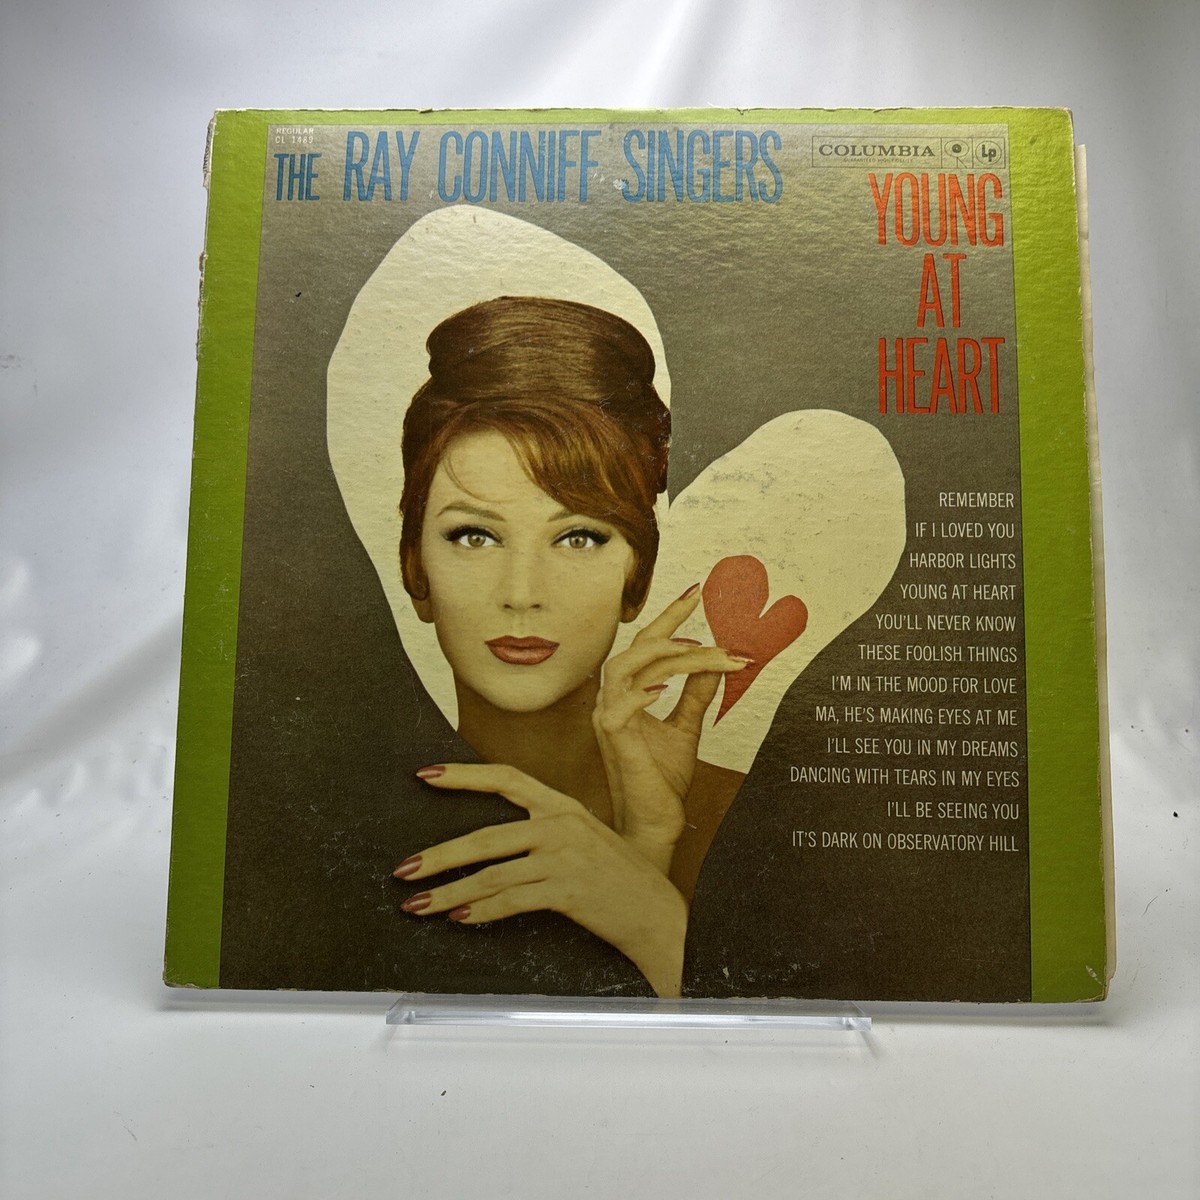 REGULAR
CL 1489
THE RAY CONNIFF SINGERS
COLUMBIA
Lp
YOUNG
AT
HEART
REMEMBER
IF I LOVED YOU
HARBOR LIGHTS
YOUNG AT HEART
YOU'LL NEVER KNOW
THESE FOOLISH THINGS
I'M IN THE MOOD FOR LOVE
MA, HE'S MAKING EYES AT ME
I'LL SEE YOU IN MY DREAMS
DANCING WITH TEARS IN MY EYES
I'LL BE SEEING YOU
IT'S DARK ON OBSERVATORY HILL